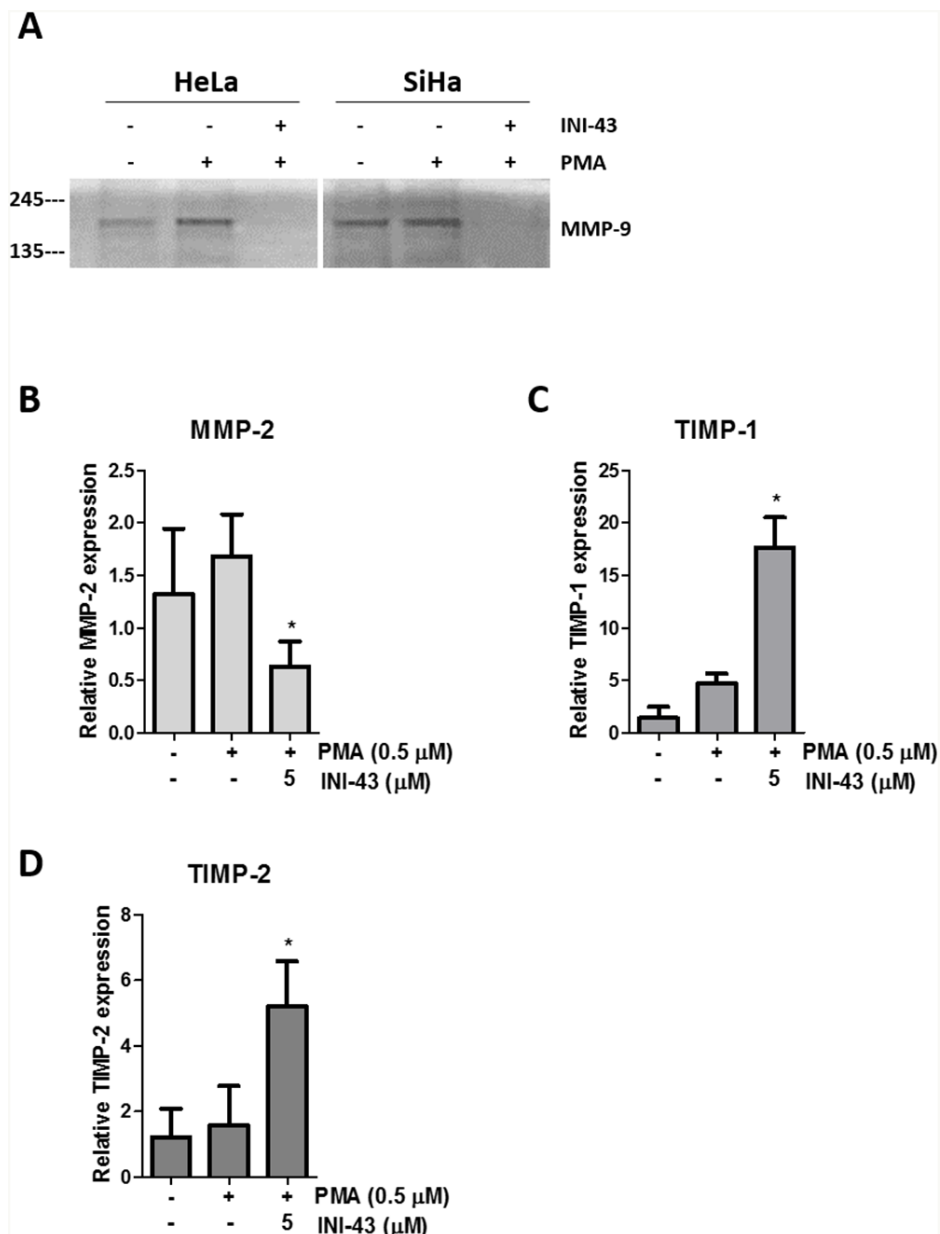 A
HeLa SiHa
- - + - - + INI-43
- + + - + + PMA
245---
135---
MMP-9
B
MMP-2
Relative MMP-2 expression
2.5
2.0
1.5
1.0
0.5
0.0
*
- + + PMA (0.5 μM)
- - 5 INI-43 (μM)
C
TIMP-1
Relative TIMP-1 expression
25
20
15
10
5
0
*
- + + PMA (0.5 μM)
- - 5 INI-43 (μM)
D
TIMP-2
Relative TIMP-2 expression
8
6
4
2
0
*
- + + PMA (0.5 μM)
- - 5 INI-43 (μM)